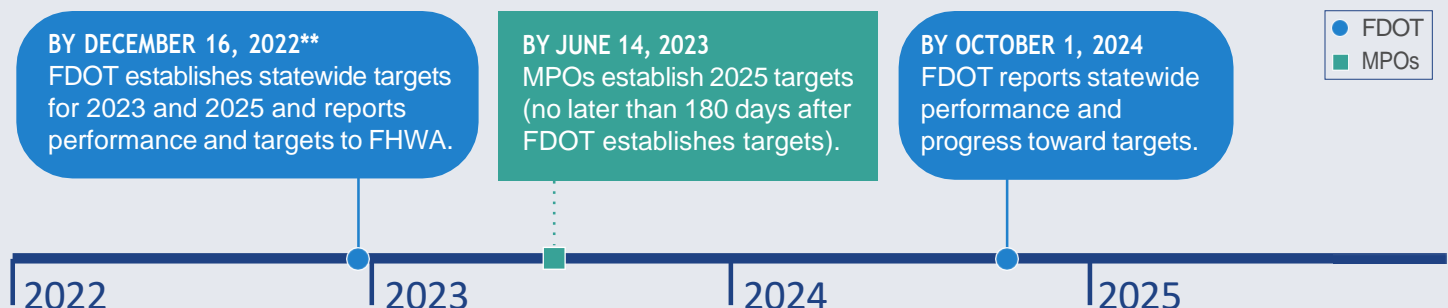 BY DECEMBER 16, 2022**
FDOT establishes statewide targets
for 2023 and 2025 and reports
performance and targets to FHWA.
BY JUNE 14, 2023
MPOs establish 2025 targets
(no later than 180 days after
FDOT establishes targets).
BY OCTOBER 1, 2024
FDOT reports statewide
performance and
progress toward targets.
FDOT
MPOs
2022
2023
2024
2025